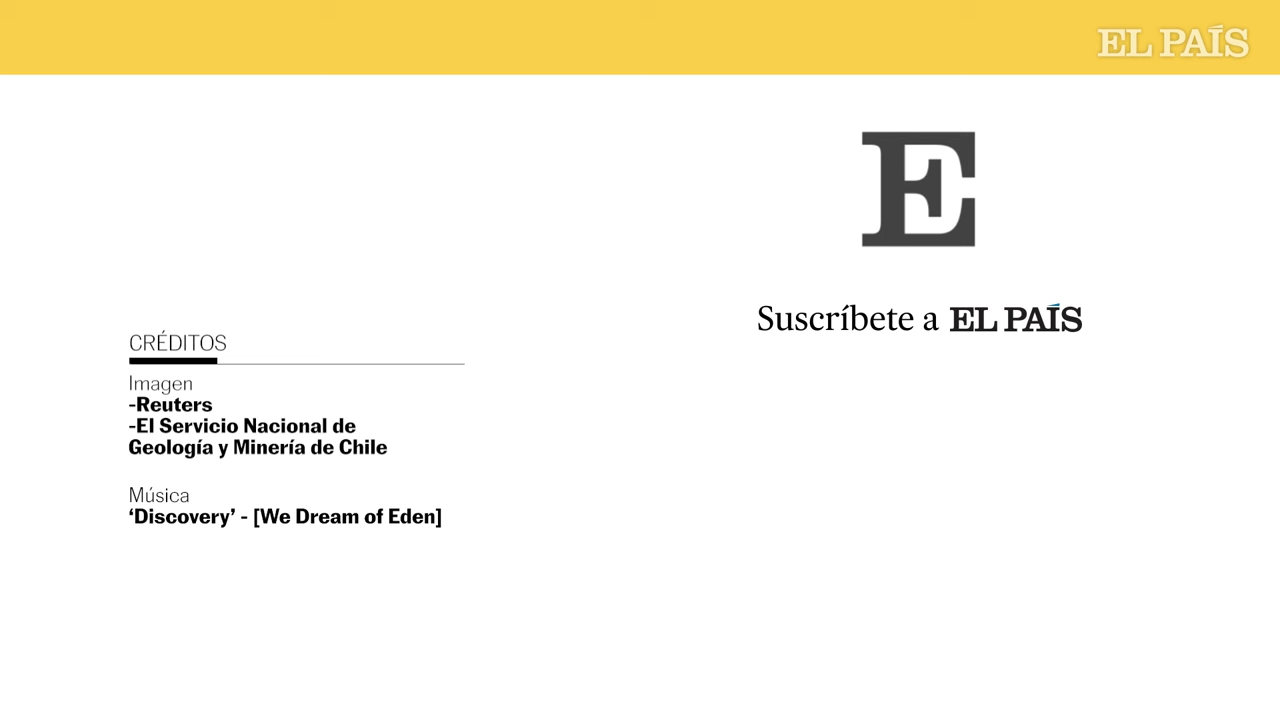 EL PAÍS
E
Suscríbete a EL PAÍS
CRÉDITOS
Imagen
-Reuters
-El Servicio Nacional de
Geología y Minería de Chile
Música
‘Discovery’ - [We Dream of Eden]